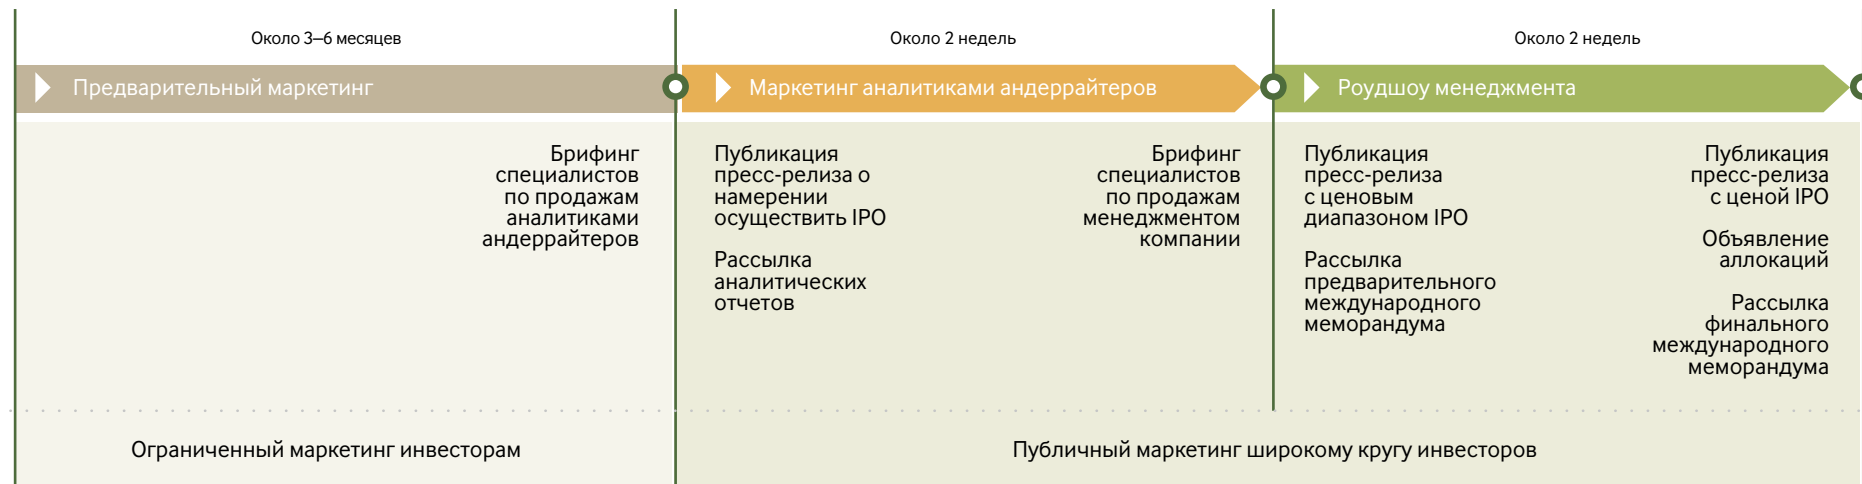 Около 3–6 месяцев
Предварительный маркетинг
Брифинг
специалистов
по продажам
аналитиками
андеррайтеров
Ограниченный маркетинг инвесторам
Около 2 недель
Маркетинг аналитиками андеррайтеров
Публикация
пресс-релиза о
намерении
осуществить IPO
Рассылка
аналитических
отчетов
Брифинг
специалистов
по продажам
менеджментом
компании
Около 2 недель
Роудшоу менеджмента
Публикация
пресс-релиза
с ценовым
диапазоном IPO
Рассылка
предварительного
международного
меморандума
Публикация
пресс-релиза
с ценой IPO
Объявление
аллокаций
Рассылка
финального
международного
меморандума
Публичный маркетинг широкому кругу инвесторов